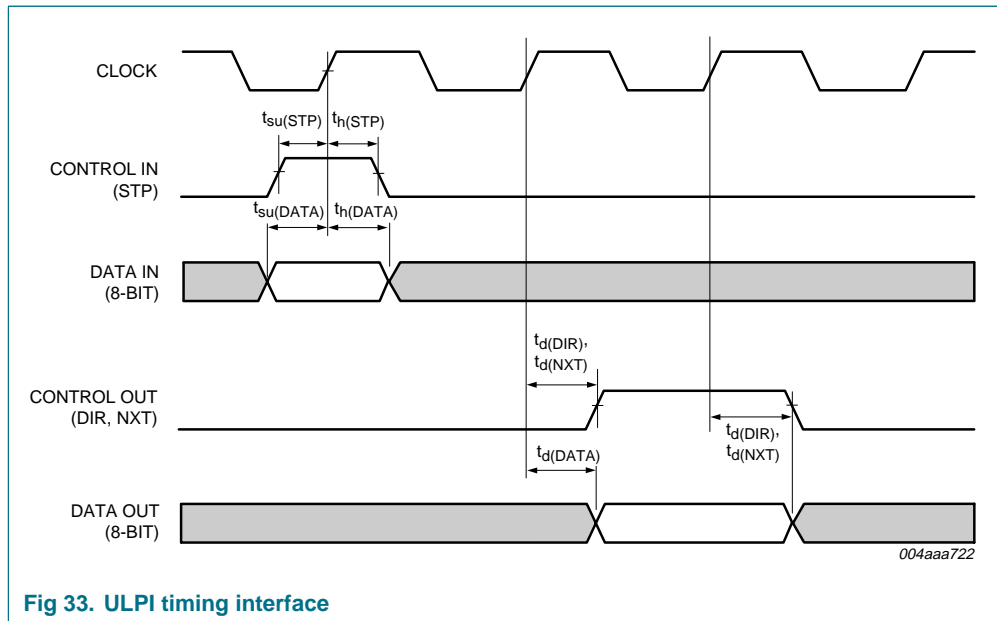 CLOCK
tsu(STP) th(STP)
CONTROL IN
(STP)
tsu(DATA) th(DATA)
DATA IN
(8-BIT)
td(DIR),
td(NXT)
CONTROL OUT
(DIR, NXT)
td(DIR),
td(NXT)
td(DATA)
DATA OUT
(8-BIT)
004aaa722
Fig 33. ULPI timing interface